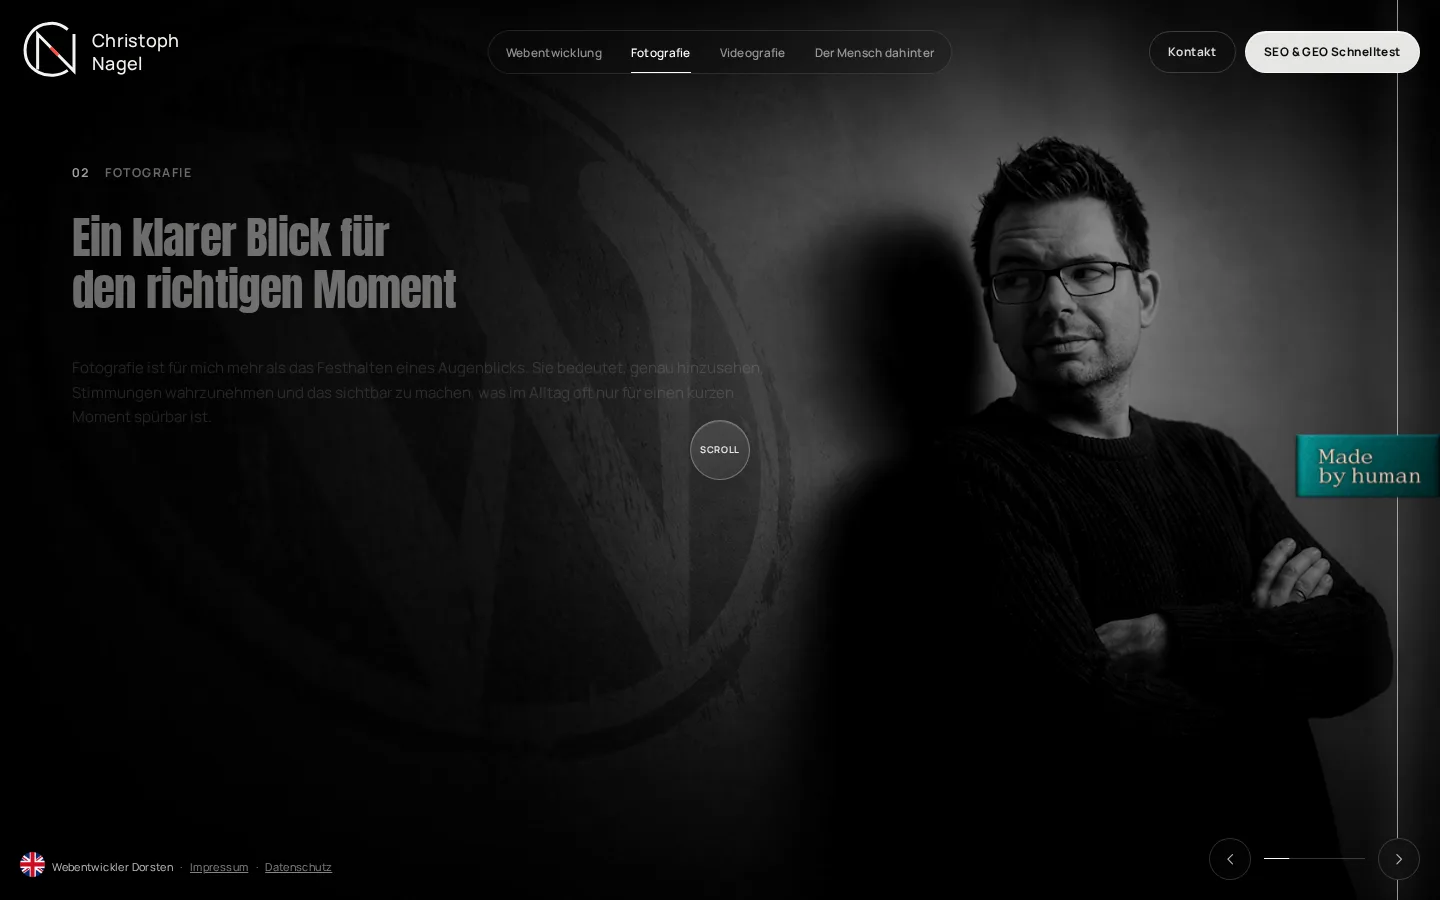 Christoph
Nagel
Webentwicklung Fotografie Videografie Der Mensch dahinter
Kontakt SEO & GEO Schnelltest
02 FOTOGRAFIE
Ein klarer Blick für
den richtigen Moment
Fotografie ist für mich mehr als das Festhalten eines Augenblicks. Sie bedeutet, genau hinzusehen,
Stimmungen wahrzunehmen und das sichtbar zu machen, was im Alltag oft nur für einen kurzen
Moment spürbar ist.
SCROLL
Made
by human
Webentwickler Dorsten · Impressum · Datenschutz